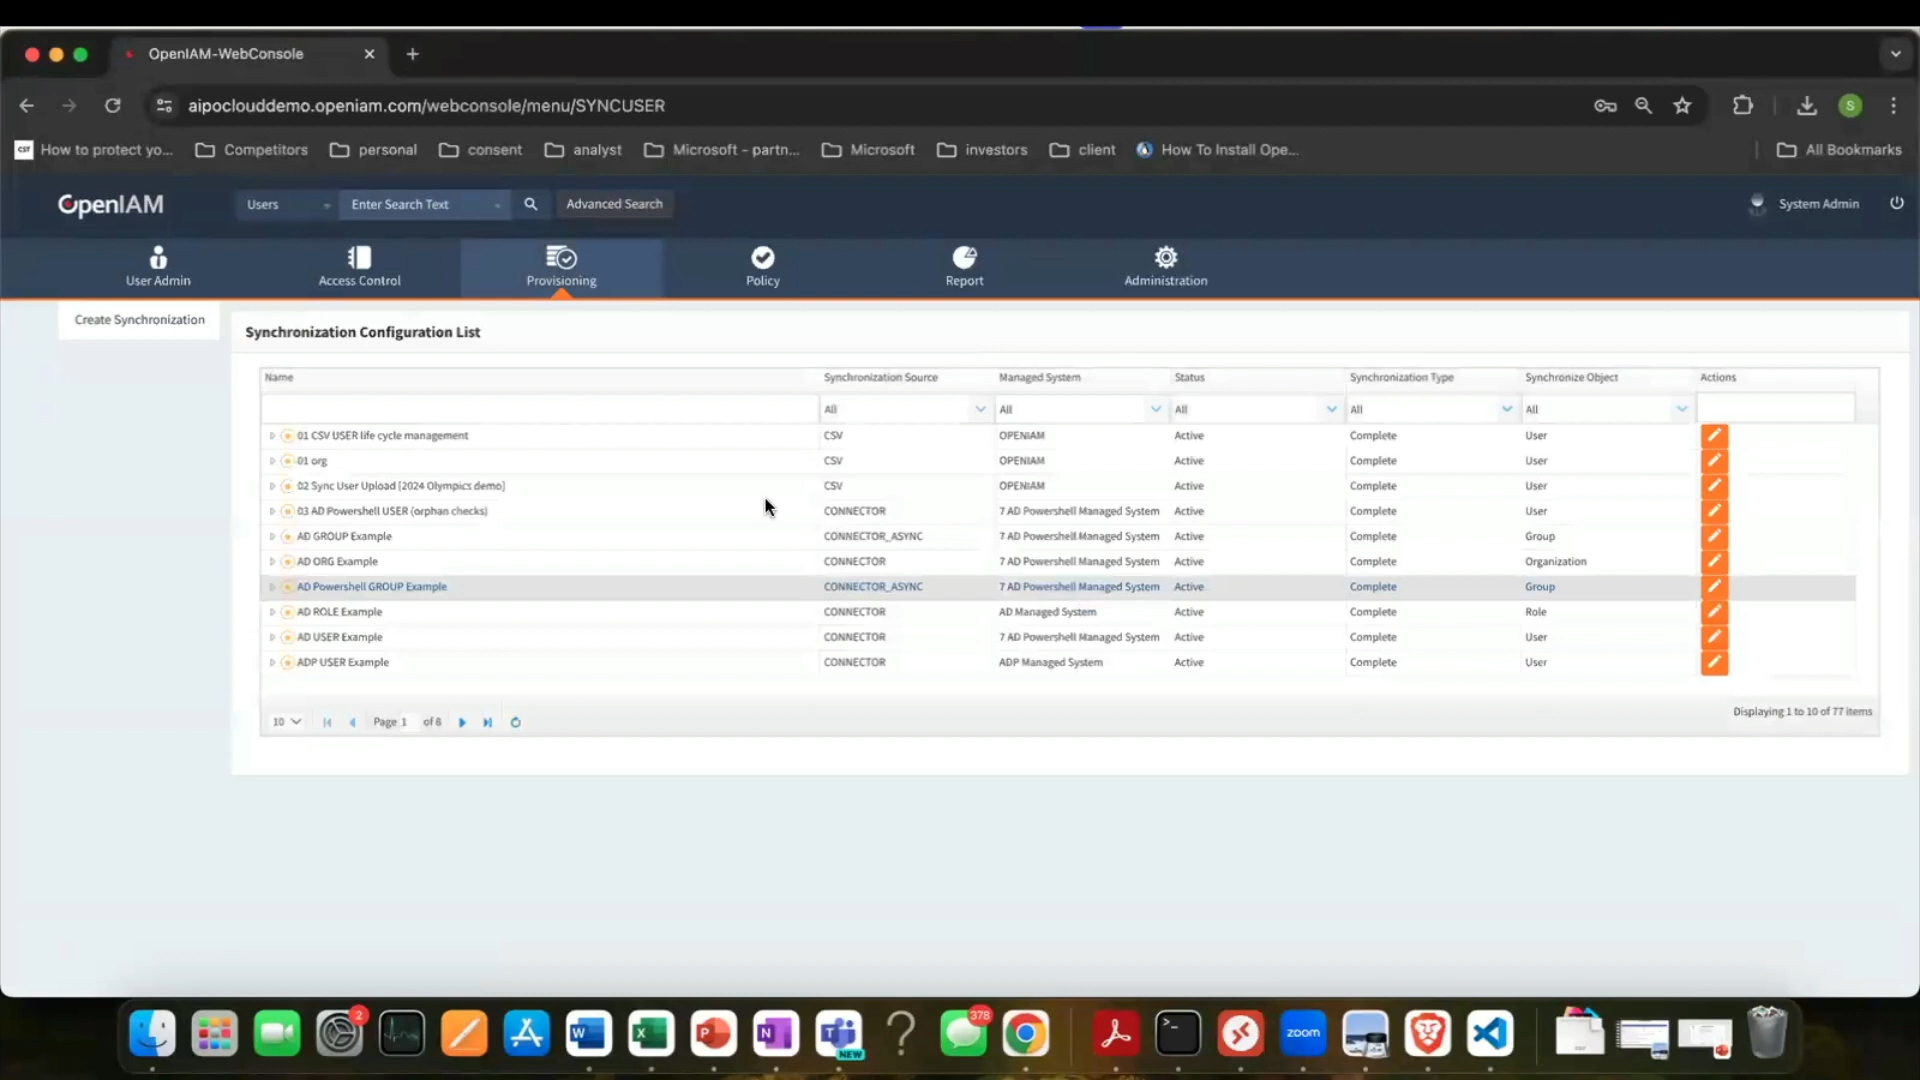 OpenIAM-WebConsole
aipoclouddemo.openiam.com/webconsole/menu/SYNCUSER
S
CSF How to protect yo... Competitors personal consent analyst Microsoft - partn... Microsoft investors client How To Install Ope... All Bookmarks
OpenIAM Users Enter Search Text Advanced Search System Admin
User Admin Access Control Provisioning Policy Report Administration
Create Synchronization
Synchronization Configuration List
Name Synchronization Source Managed System Status Synchronization Type Synchronize Object Actions
All All All All All
01 CSV USER life cycle management CSV OPENIAM Active Complete User
01 org CSV OPENIAM Active Complete User
02 Sync User Upload [2024 Olympics demo] CSV OPENIAM Active Complete User
03 AD Powershell USER (orphan checks) CONNECTOR 7 AD Powershell Managed System Active Complete User
AD GROUP Example CONNECTOR_ASYNC 7 AD Powershell Managed System Active Complete Group
AD ORG Example CONNECTOR 7 AD Powershell Managed System Active Complete Organization
AD Powershell GROUP Example CONNECTOR_ASYNC 7 AD Powershell Managed System Active Complete Group
AD ROLE Example CONNECTOR AD Managed System Active Complete Role
AD USER Example CONNECTOR 7 AD Powershell Managed System Active Complete User
ADP USER Example CONNECTOR ADP Managed System Active Complete User
10 Page 1 of 8 Displaying 1 to 10 of 77 items
2 W X P N NEW 378 zoom